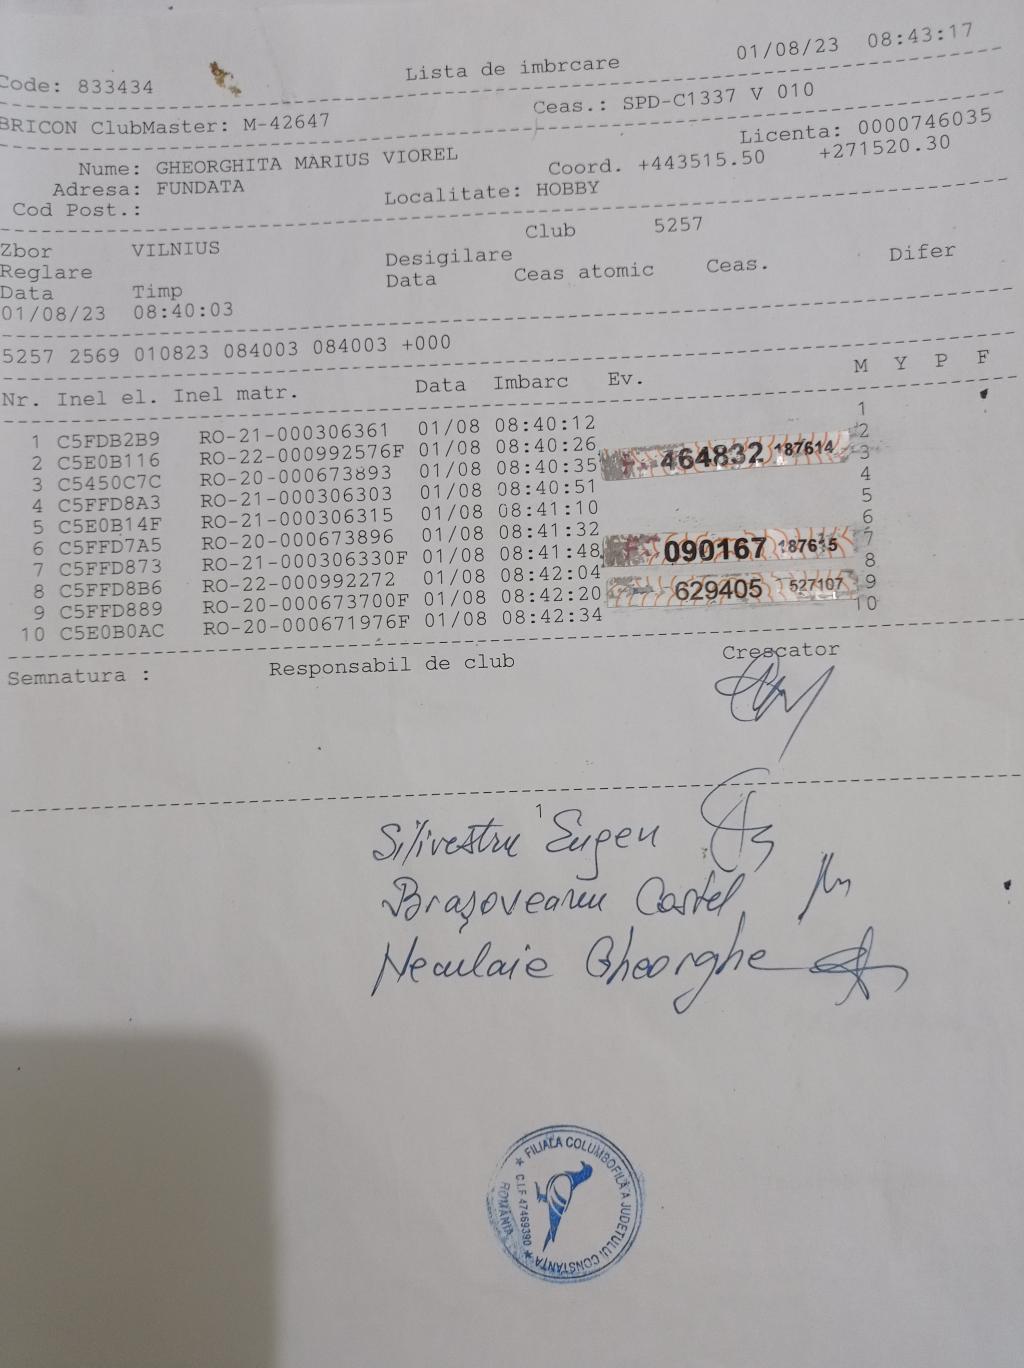 01/08/23 08:43:17
Code: 833434 Lista de imbrcare
BRICON ClubMaster: M-42647 Ceas.: SPD-C1337 V 010
Licenta: 0000746035
Nume: GHEORGHITA MARIUS VIOREL Coord. +443515.50 +271520.30
Adresa: FUNDATA Localitate: HOBBY
Cod Post.:
Club 5257
Zbor VILNIUS
Reglare Desigilare
Data Timp Data Ceas atomic Ceas. Difer
01/08/23 08:40:03
5257 2569 010823 084003 084003 +000
Nr. Inel el. Inel matr. Data Imbarc Ev. M Y P F
1 C5FDB2B9 RO-21-000306361 01/08 08:40:12 1
2 C5E0B116 RO-22-000992576F 01/08 08:40:26 2
3 C5450C7C RO-20-000673893 01/08 08:40:35 464832 187614 3
4 C5FFD8A3 RO-21-000306303 01/08 08:40:51 4
5 C5E0B14F RO-21-000306315 01/08 08:41:10 5
6 C5FFD7A5 RO-20-000673896 01/08 08:41:32 6
7 C5FFD873 RO-21-000306330F 01/08 08:41:48 090167 187615 7
8 C5FFD8B6 RO-22-000992272 01/08 08:42:04 8
9 C5FFD889 RO-20-000673700F 01/08 08:42:20 629405 1527107 9
10 C5E0B0AC RO-20-000671976F 01/08 08:42:34 10
Semnatura : Responsabil de club Crescator
1
Silivestru Eugen
Brașoveanu Costel
Neculaie Gheorghe
FILIALA COLUMBOFILĂ A JUDEȚULUI CONSTANȚA
C.I.F 47469390
ROMÂNIA